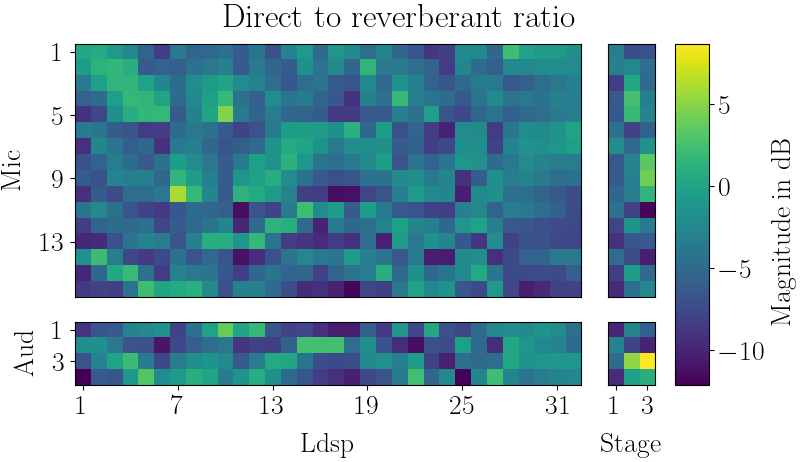 Direct to reverberant ratio
Mic
1
5
9
13
Aud
1
3
1 7 13 19 25 31
Ldsp
1 3
Stage
5
0
−5
−10
Magnitude in dB